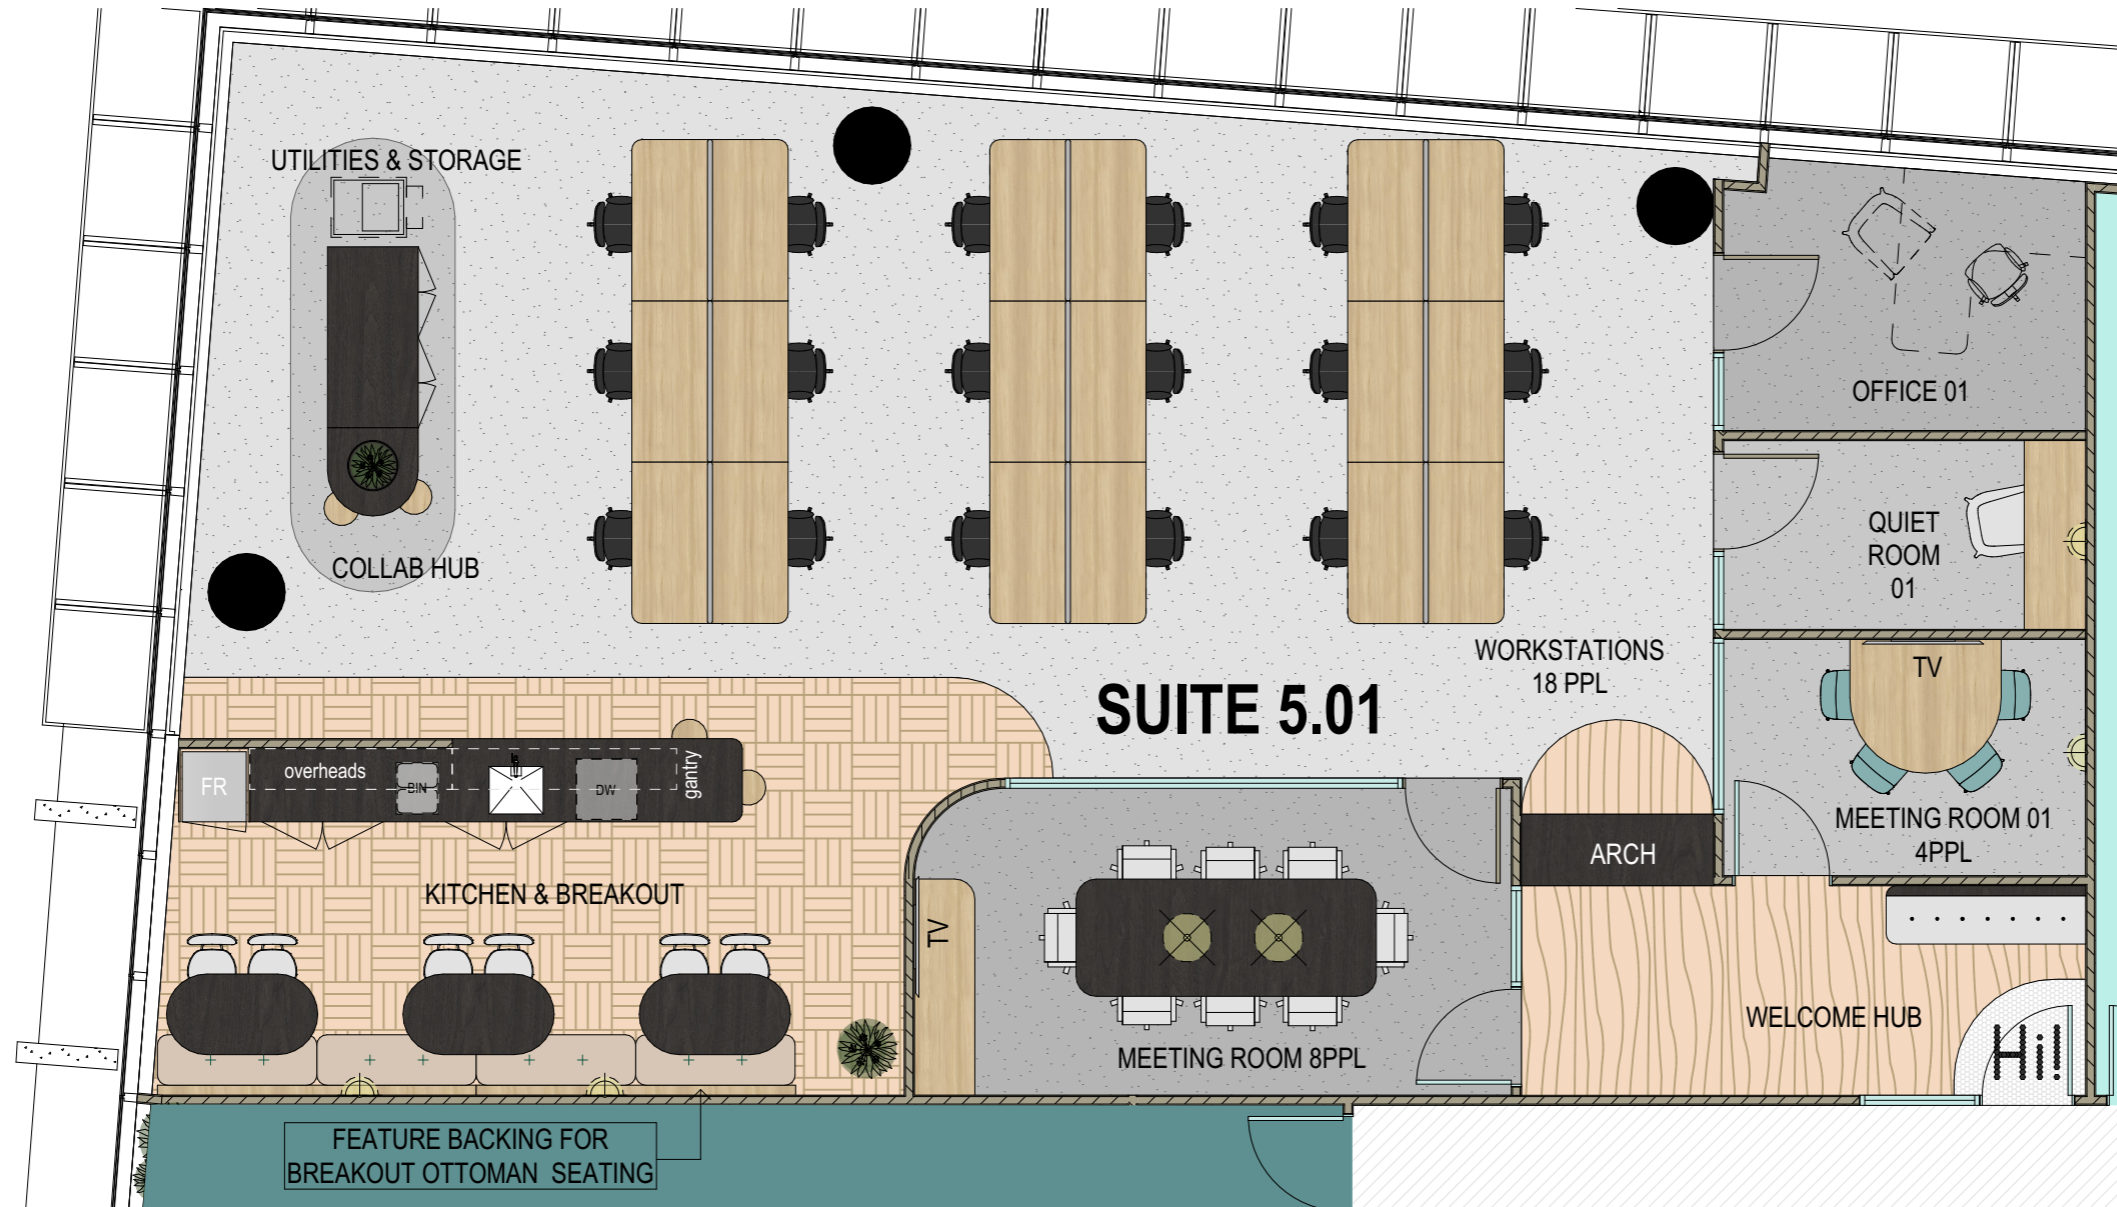 UTILITIES & STORAGE
COLLAB HUB
OFFICE 01
QUIET
ROOM
01
WORKSTATIONS
18 PPL
SUITE 5.01
TV
MEETING ROOM 01
4PPL
FR
overheads
BIN
DW
gantry
ARCH
KITCHEN & BREAKOUT
TV
MEETING ROOM 8PPL
WELCOME HUB
Hi!
FEATURE BACKING FOR
BREAKOUT OTTOMAN SEATING